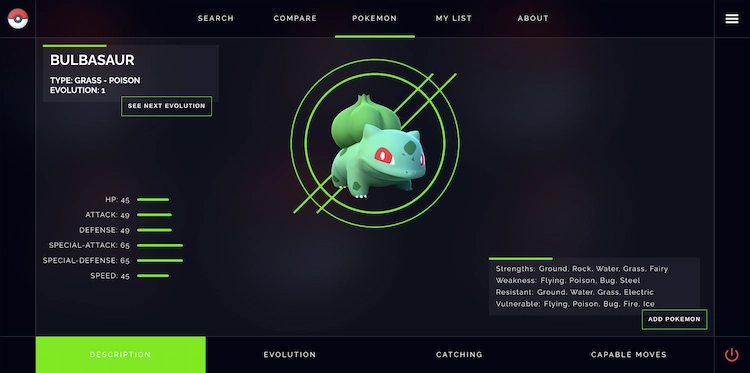 SEARCH
COMPARE
POKEMON
MY LIST
ABOUT
BULBASAUR
TYPE: GRASS - POISON
EVOLUTION: 1
SEE NEXT EVOLUTION
HP: 45
ATTACK: 49
DEFENSE: 49
SPECIAL-ATTACK: 65
SPECIAL-DEFENSE: 65
SPEED: 45
Strengths: Ground, Rock, Water, Grass, Fairy
Weakness: Flying, Poison, Bug, Steel
Resistant: Ground, Water, Grass, Electric
Vulnerable: Flying, Poison, Bug, Fire, Ice
ADD POKEMON
DESCRIPTION
EVOLUTION
CATCHING
CAPABLE MOVES